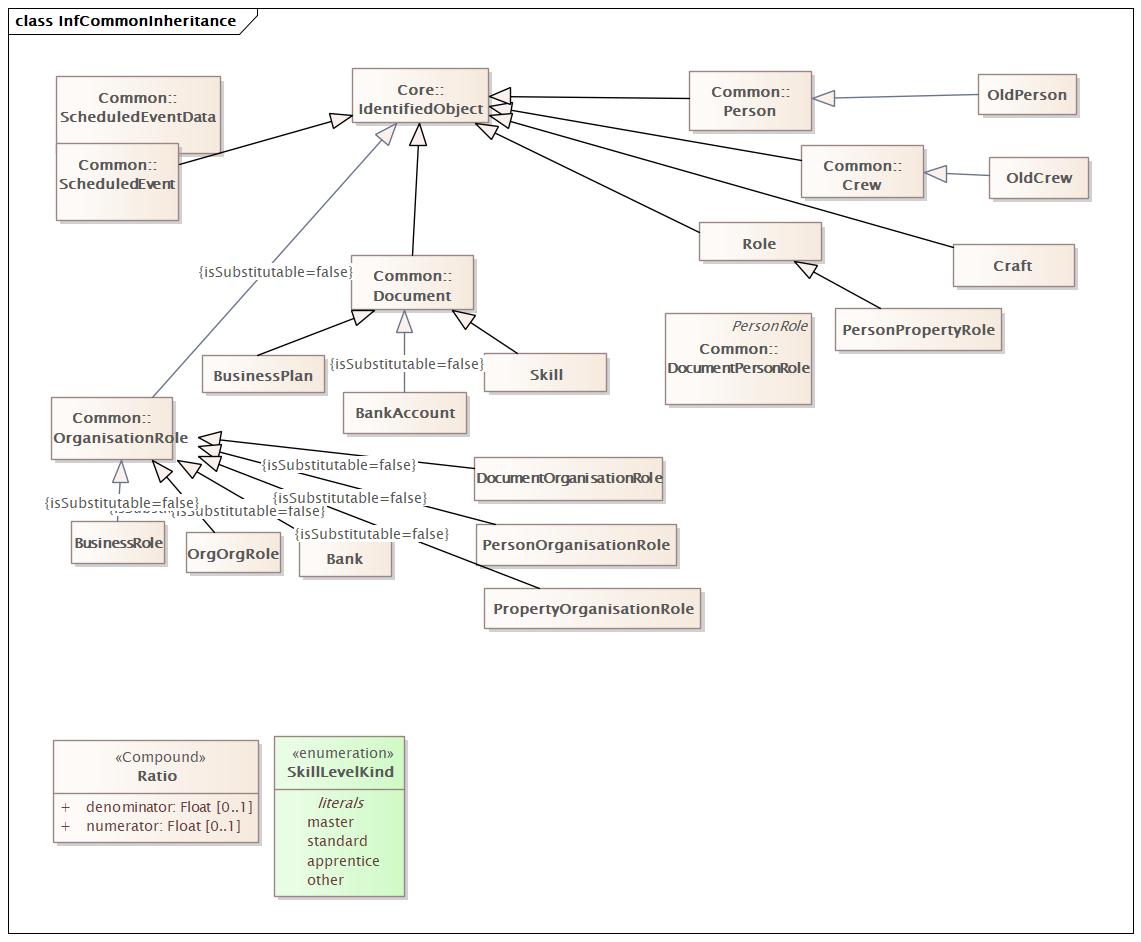 class InfCommonInheritance
Common::
ScheduledEventData
Common::
ScheduledEvent
Core::
IdentifiedObject
Common::
Person
OldPerson
Common::
Crew
OldCrew
Role
Craft
{isSubstitutable=false}
Common::
Document
PersonRole
Common::
DocumentPersonRole
PersonPropertyRole
BusinessPlan
{isSubstitutable=false}
Skill
BankAccount
Common::
OrganisationRole
{isSubstitutable=false}
DocumentOrganisationRole
{isSubstitutable=false}
{isSubstitutable=false}
{isSubstitutable=false}
{isSubstitutable=false}
BusinessRole
OrgOrgRole
Bank
PersonOrganisationRole
PropertyOrganisationRole
«Compound»
Ratio
+ denominator: Float [0..1]
+ numerator: Float [0..1]
«enumeration»
SkillLevelKind
literals
master
standard
apprentice
other